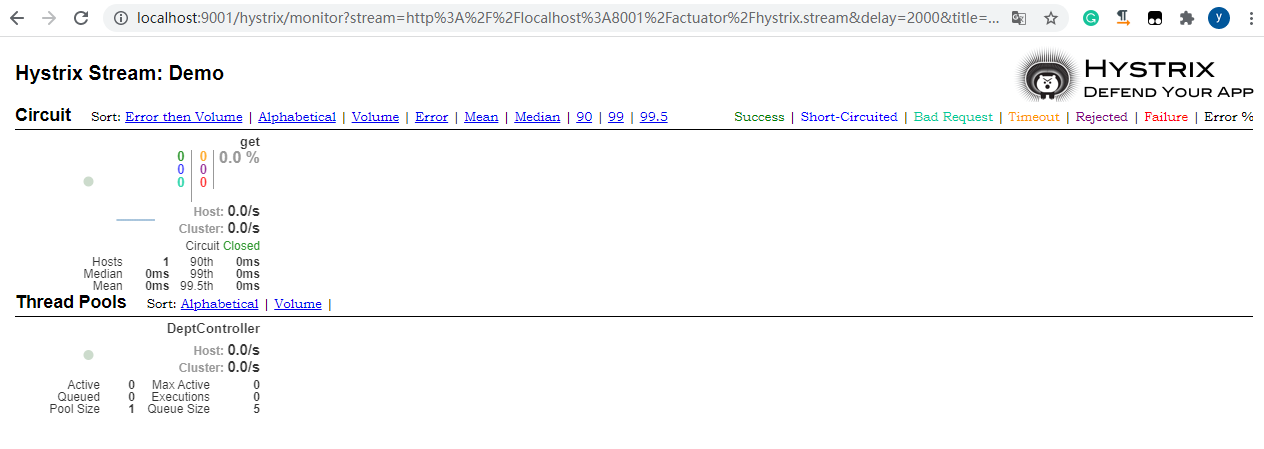 localhost:9001/hystrix/monitor?stream=http%3A%2F%2Flocalhost%3A8001%2Factuator%2Fhystrix.stream&delay=2000&title=...
y
Hystrix Stream: Demo
HYSTRIX
DEFEND YOUR APP
Circuit Sort: Error then Volume | Alphabetical | Volume | Error | Mean | Median | 90 | 99 | 99.5
Success | Short-Circuited | Bad Request | Timeout | Rejected | Failure | Error %
get
0 0 0.0 %
0 0
0 0
Host: 0.0/s
Cluster: 0.0/s
Circuit Closed
Hosts 1 90th 0ms
Median 0ms 99th 0ms
Mean 0ms 99.5th 0ms
Thread Pools Sort: Alphabetical | Volume |
DeptController
Host: 0.0/s
Cluster: 0.0/s
Active 0 Max Active 0
Queued 0 Executions 0
Pool Size 1 Queue Size 5